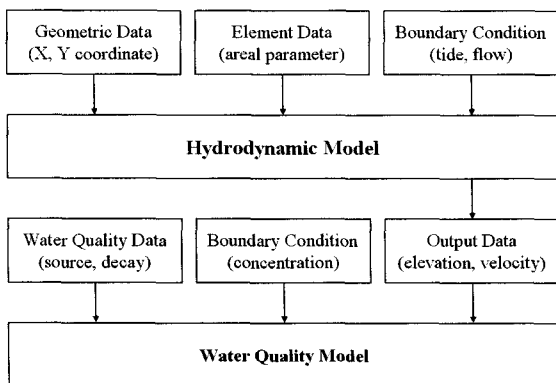 Geometric Data
(X, Y coordinate)
Element Data
(areal parameter)
Boundary Condition
(tide, flow)
Hydrodynamic Model
Water Quality Data
(source, decay)
Boundary Condition
(concentration)
Output Data
(elevation, velocity)
Water Quality Model